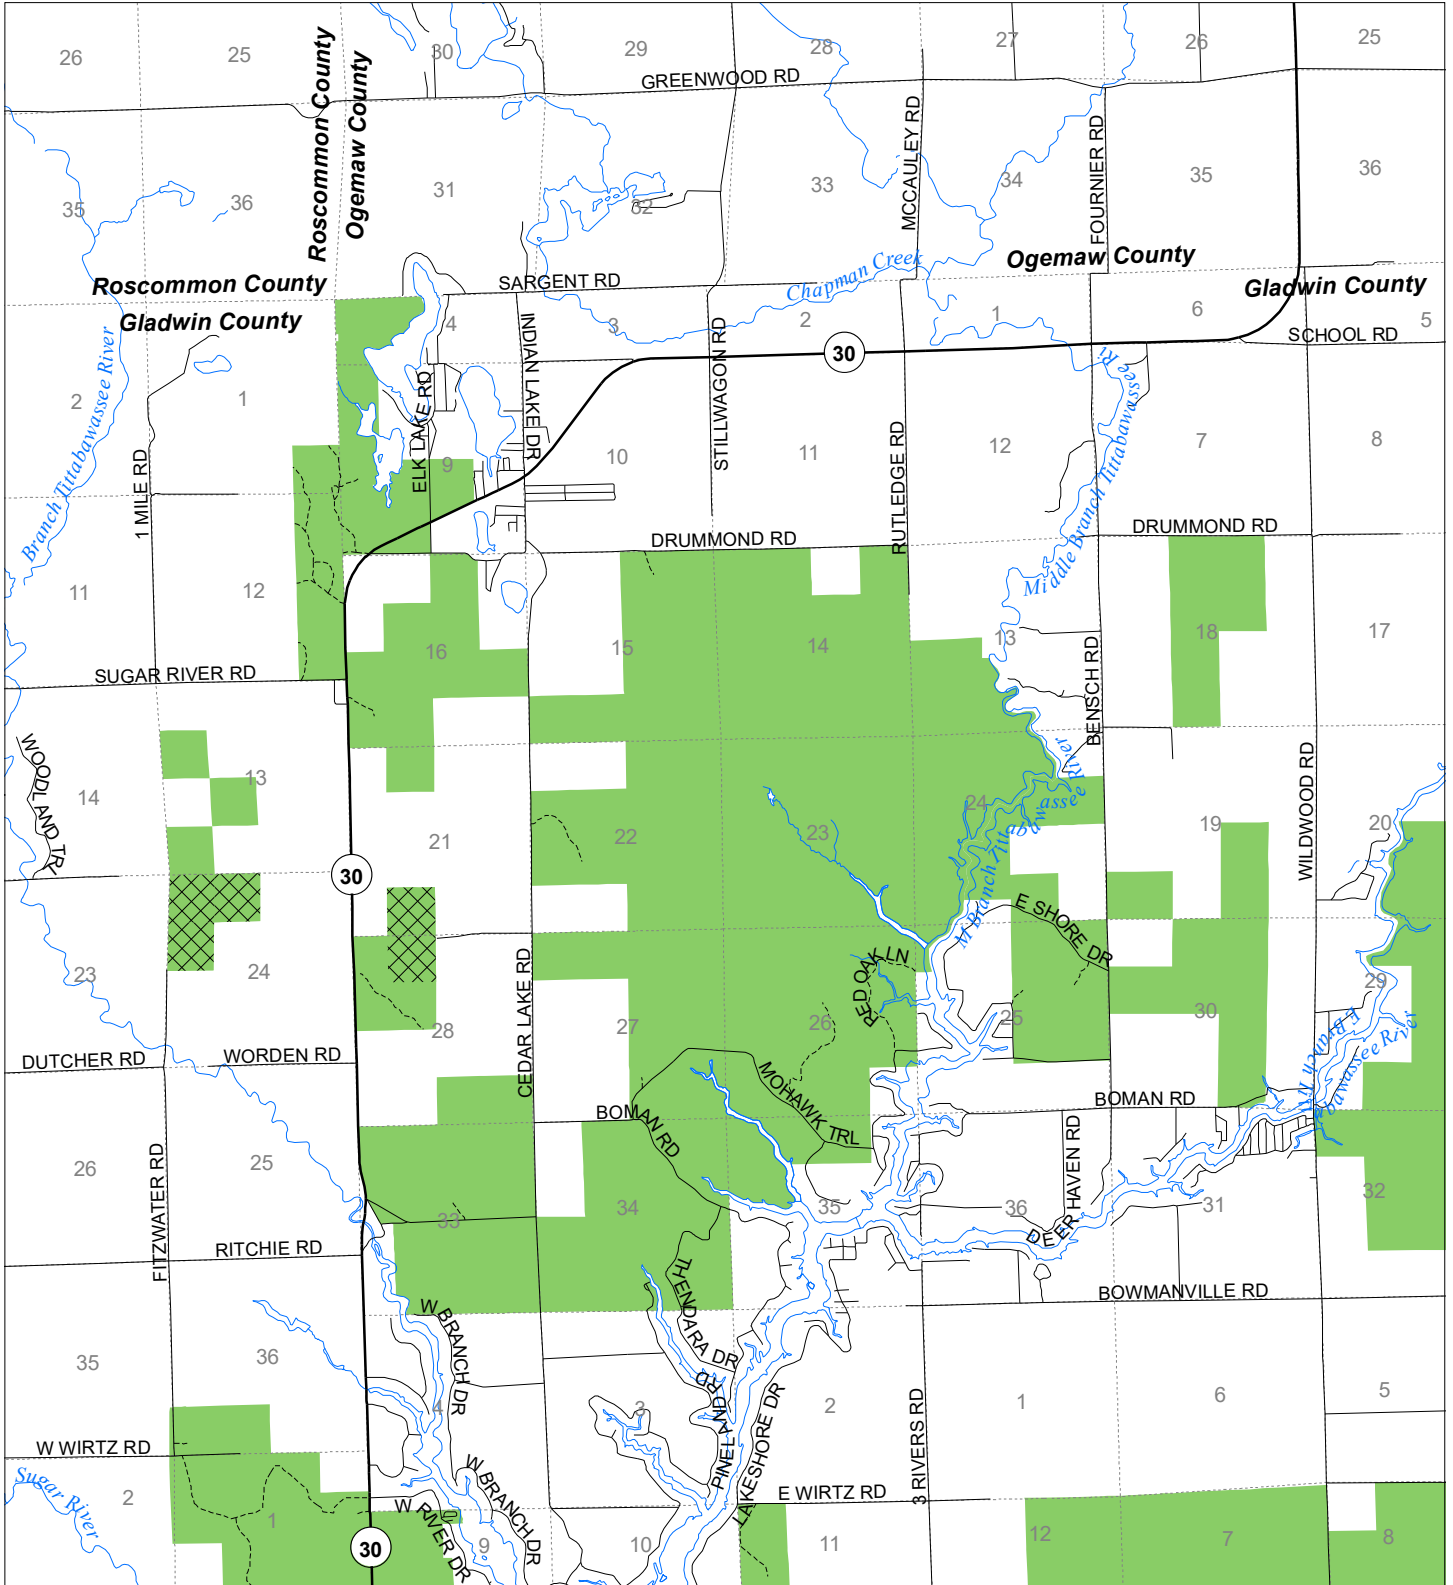 26
25
30
29
28
27
26
25
GREENWOOD RD
Roscommon County
Ogemaw County
MCCAULEY RD
FOURNIER RD
35
36
31
32
33
34
35
36
Roscommon County
Gladwin County
SARGENT RD
Chapman Creek
Ogemaw County
Gladwin County
4
3
2
1
6
5
SCHOOL RD
30
Branch Tittabawassee River
2
1
1 MILE RD
ELK LAKE RD
INDIAN LAKE DR
STILLWAGON RD
RUTLEDGE RD
9
10
11
12
7
8
Middle Branch Tittabawassee Ri
DRUMMOND RD
DRUMMOND RD
11
12
16
15
14
13
18
17
SUGAR RIVER RD
BENSCH RD
WOODLAND TRL
14
13
21
22
23
24
19
20
WILDWOOD RD
M Branch Tittabawassee River
30
23
24
28
27
26
25
30
29
CEDAR LAKE RD
RED OAK LN
E SHORE DR
E Branch Tit
tabawassee River
DUTCHER RD
WORDEN RD
BOMAN RD
MOHAWK TRL
BOMAN RD
26
25
33
34
35
36
31
32
FITZWATER RD
RITCHIE RD
DEER HAVEN RD
BOWMANVILLE RD
THENDARA DR
W BRANCH DR
35
36
4
3
2
1
6
5
PINELAND RD
LAKESHORE DR
3 RIVERS RD
W WIRTZ RD
E WIRTZ RD
Sugar River
2
1
W BRANCH DR
W RIVER DR
30
9
10
11
12
7
8